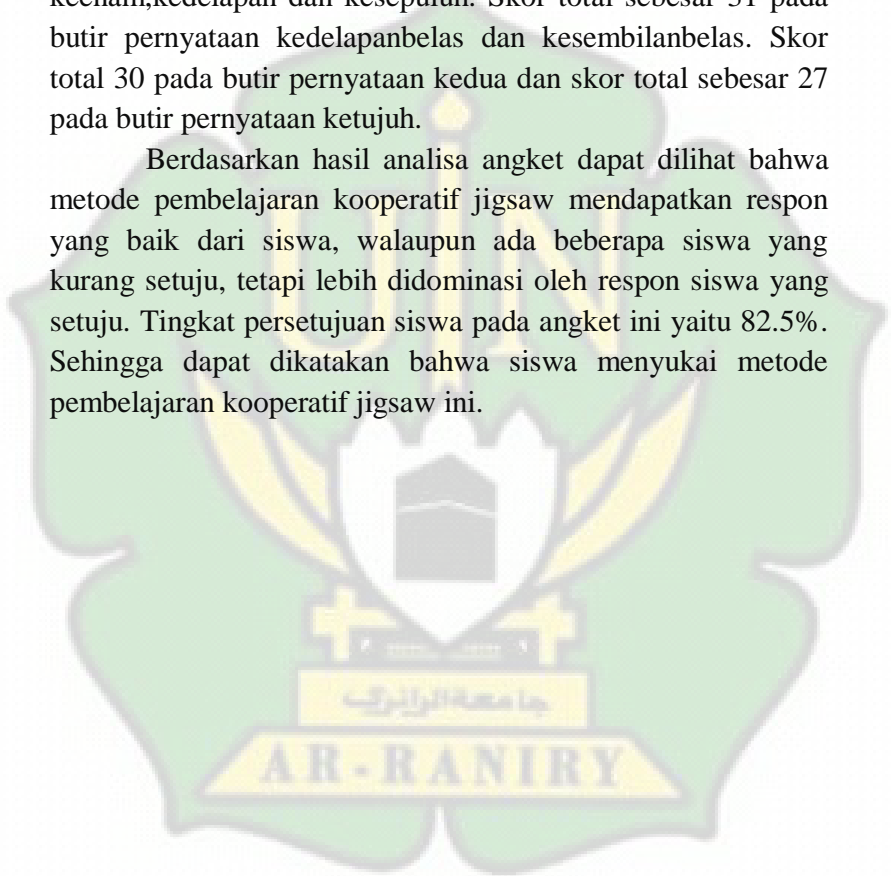 keenam,kedelapan dan kesepuluh. Skor total sebesar 31 pada
butir pernyataan kedelapanbelas dan kesembilanbelas. Skor
total 30 pada butir pernyataan kedua dan skor total sebesar 27
pada butir pernyataan ketujuh.
Berdasarkan hasil analisa angket dapat dilihat bahwa
metode pembelajaran kooperatif jigsaw mendapatkan respon
yang baik dari siswa, walaupun ada beberapa siswa yang
kurang setuju, tetapi lebih didominasi oleh respon siswa yang
setuju. Tingkat persetujuan siswa pada angket ini yaitu 82.5%.
Sehingga dapat dikatakan bahwa siswa menyukai metode
pembelajaran kooperatif jigsaw ini.
UIN
جامعة الرانري
AR-RANIRY